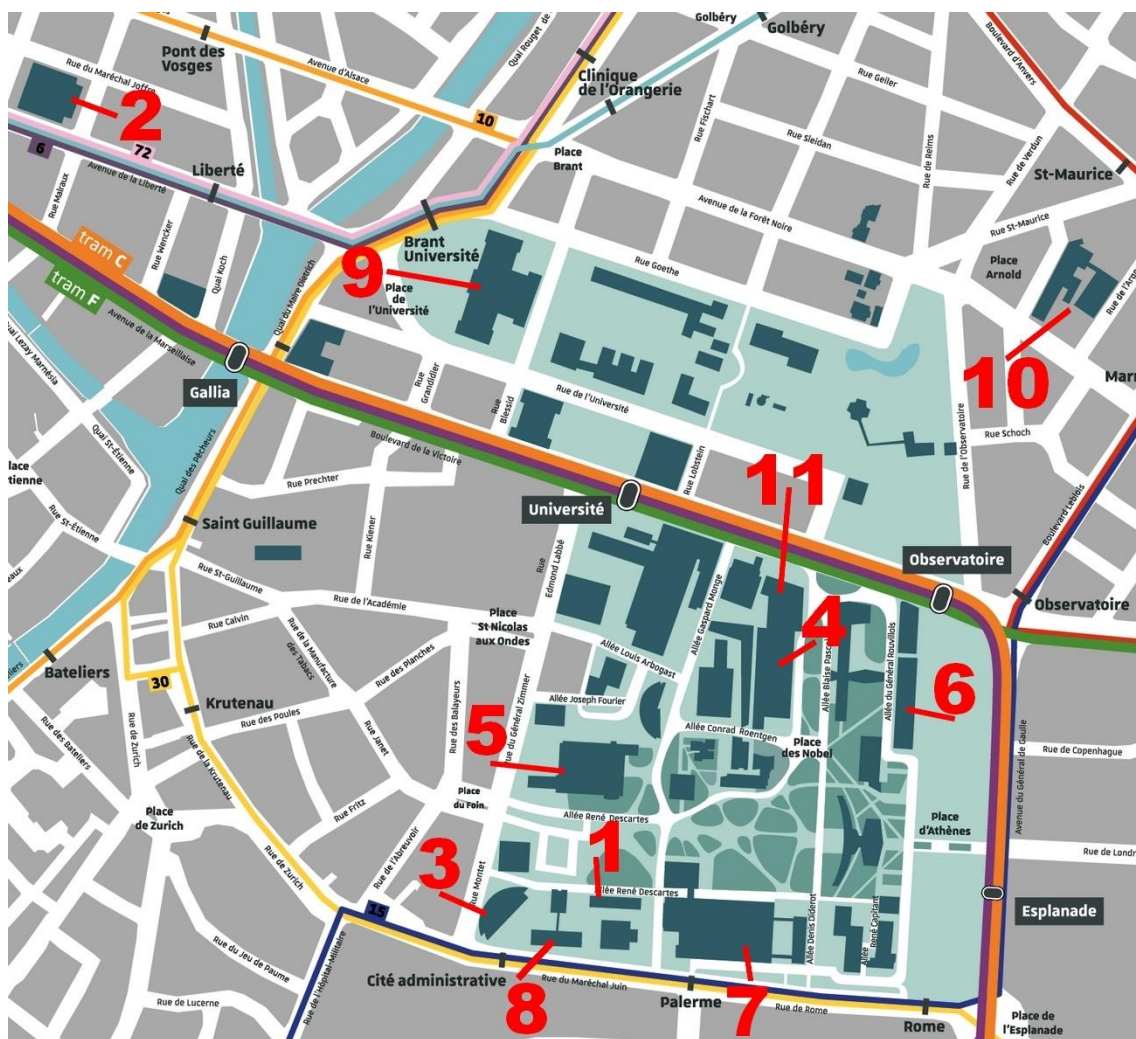 Golbéry
Golbéry
Pont des
Vosges
Quai Rouget de
Boulevard d'Anvers
Avenue d'Alsace
Clinique
de l'Orangerie
Rue du Maréchal Joffre
Rue Geiler
2
10
Rue Fischart
Rue Sleidan
Rue de Reims
Rue de Verdun
6
72
Liberté
Place
Brant
St-Maurice
Avenue de la Liberté
Rue Malraux
Avenue de la Forêt Noire
Rue St-Maurice
Brant
Université
Rue Wencker
Quai Koch
tram C
tram F
9
Place
de
l'Université
Rue Goethe
Place
Arnold
Quai du Maire Dietrich
Avenue de la Marseillaise
Quai Lezay Marnésia
10
Gallia
Rue
Grandidier
Rue
Blessig
Rue de l'Université
Rue de l'Observatoire
Rue Schoch
Quai St-Étienne
Quai des Pêcheurs
Boulevard de la Victoire
Rue Lobstein
11
Rue Prechter
Université
Boulevard Leblois
Rue St-Étienne
Saint Guillaume
Rue Kiener
Rue
Edmond Labbé
Observatoire
Observatoire
Rue St-Guillaume
Rue de l'Académie
Allée Gaspard Monge
Rue Calvin
Place
St Nicolas
aux Ondes
4
Rue de la Manufacture
des Tabacs
Allée Louis Arbogast
Allée Blaise Pascal
Allée du Général Rouvillois
Bateliers
30
Rue des Planches
6
Krutenau
Allée Joseph Fourier
Rue des Poules
Rue des Balayeurs
Rue du Général Zimmer
Allée Conrad Roentgen
Rue de Zurich
Rue des Bateliers
Rue Janet
5
Place
des Nobel
Avenue du Général de Gaulle
Rue de Copenhague
Rue de la Krutenau
Place
du Foin
Place
de Zurich
Rue Fritz
Allée René Descartes
Place
d'Athènes
Rue de Zurich
Rue de l'Abreuvoir
1
3
Rue Montet
Allée René Descartes
15
Esplanade
Allée Denis Diderot
Allée
René Capitant
Rue du Jeu de Paume
Rue de l'Hôpital-Militaire
Cité administrative
Rue du Maréchal Juin
8
Palerme
7
Rue de Rome
Rue de Lucerne
Rome
Place de
l'Esplanade